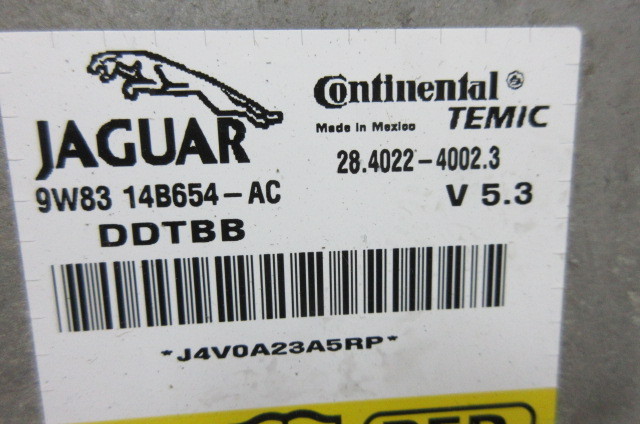 JAGUAR
Continental ®
Made in Mexico TEMIC
9W83 14B654-AC
28.4022-4002.3
DDTBB
V 5.3
*J4V0A23A5RP*